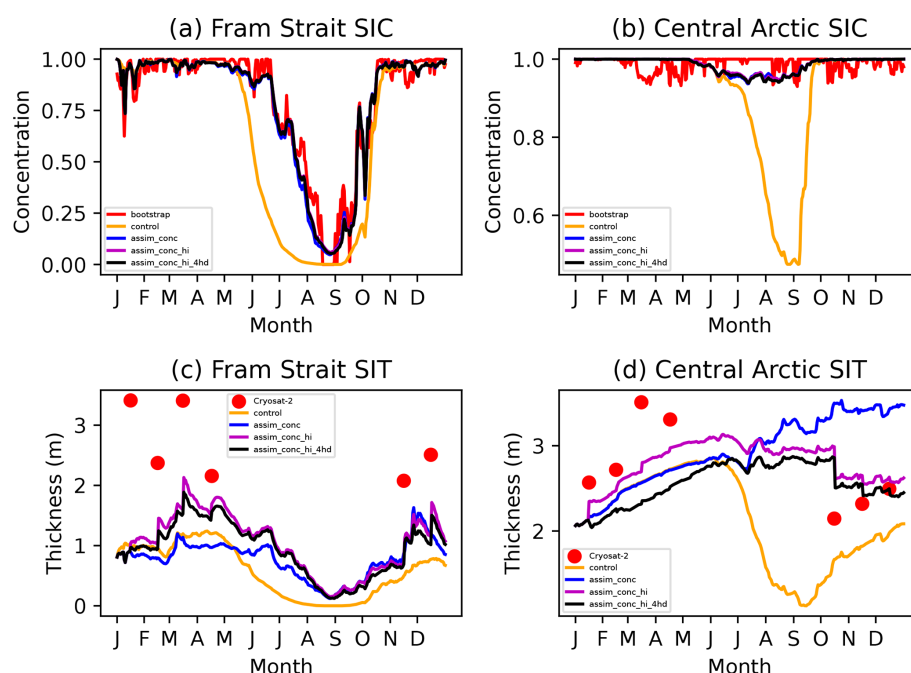 (a) Fram Strait SIC
Concentration
1.00
0.75
0.50
0.25
0.00
bootstrap
control
assim_conc
assim_conc_hi
assim_conc_hi_4hd
J F M A M J J A S O N D
Month
(b) Central Arctic SIC
Concentration
1.0
0.8
0.6
bootstrap
control
assim_conc
assim_conc_hi
assim_conc_hi_4hd
J F M A M J J A S O N D
Month
(c) Fram Strait SIT
Thickness (m)
3
2
1
0
Cryosat-2
control
assim_conc
assim_conc_hi
assim_conc_hi_4hd
J F M A M J J A S O N D
Month
(d) Central Arctic SIT
Thickness (m)
3
2
Cryosat-2
control
assim_conc
assim_conc_hi
assim_conc_hi_4hd
J F M A M J J A S O N D
Month